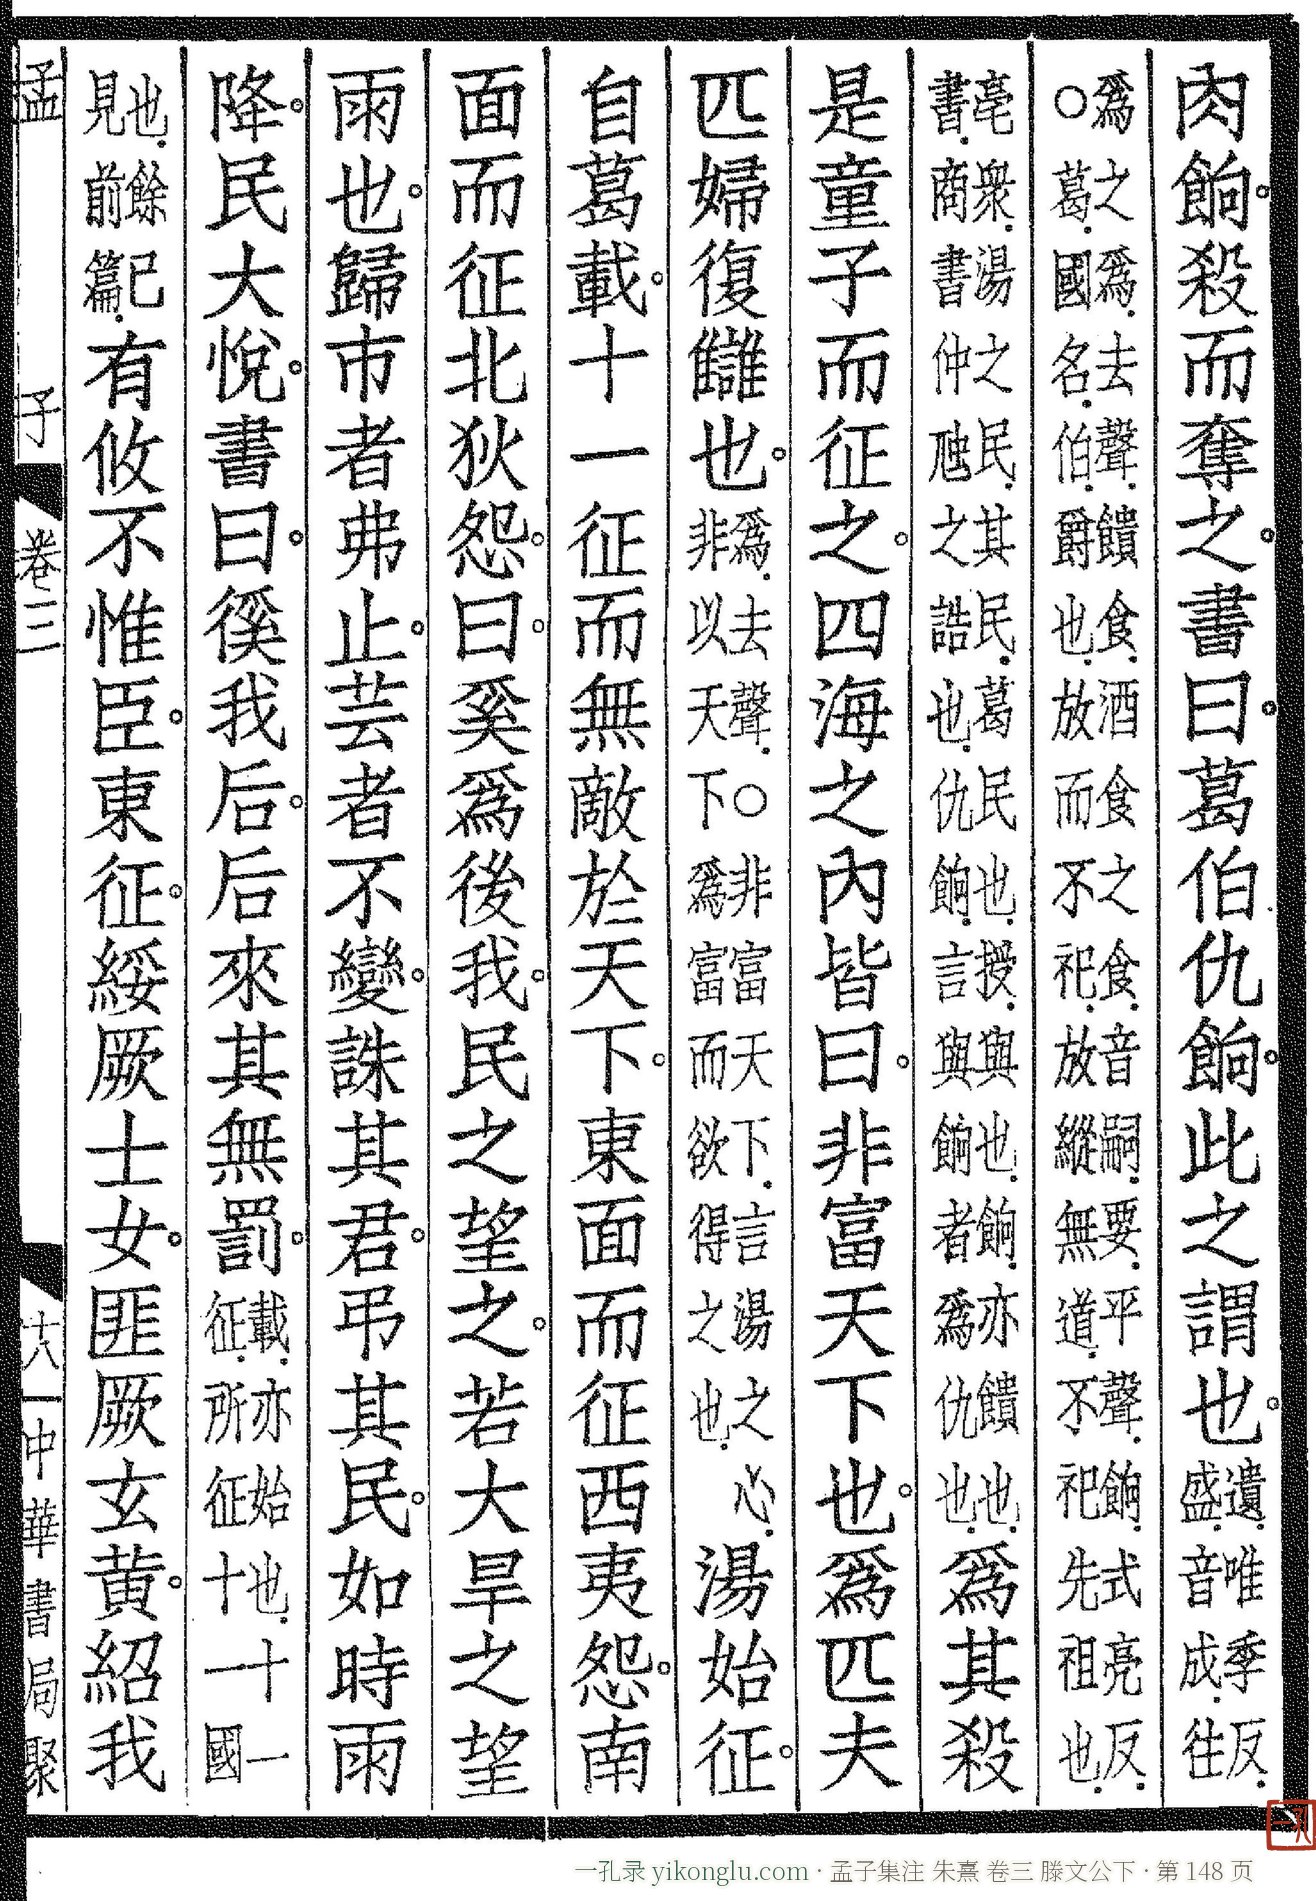 肉餉。殺而奪之。書曰。葛伯仇餉。此之謂也。遺.唯季反.盛.音成.往
爲之爲.去聲.饋食.酒食之食.音嗣.要.平聲.餉.式亮反.○葛.國名.伯.爵也.放而不祀.放縱無道.不祀先祖也.
亳衆.湯之民.其民.葛民也.授.與也.餉.亦饋也.書.商書仲虺之誥也.仇餉.言與餉者爲仇也.爲其殺
是童子而征之。四海之內皆曰。非富天下也。爲匹夫
匹婦復讎也。爲.去聲.○非富天下.言湯之心.非以天下爲富而欲得之也.湯始征。
自葛載。十一征而無敵於天下。東面而征西夷怨。南
面而征北狄怨。曰。奚爲後我。民之望之。若大旱之望
雨也。歸市者弗止。芸者不變。誅其君。弔其民。如時雨
降。民大悅。書曰。徯我后。后來其無罰。載.亦始也.十一征.所征十一國
也.餘已見前篇.有攸不惟臣。東征。綏厥士女。匪厥玄黃。紹我
孟子 卷三 十八 中華書局聚
一孔
一孔录 yikonglu.com · 孟子集注 朱熹 卷三 滕文公下 · 第 148 页